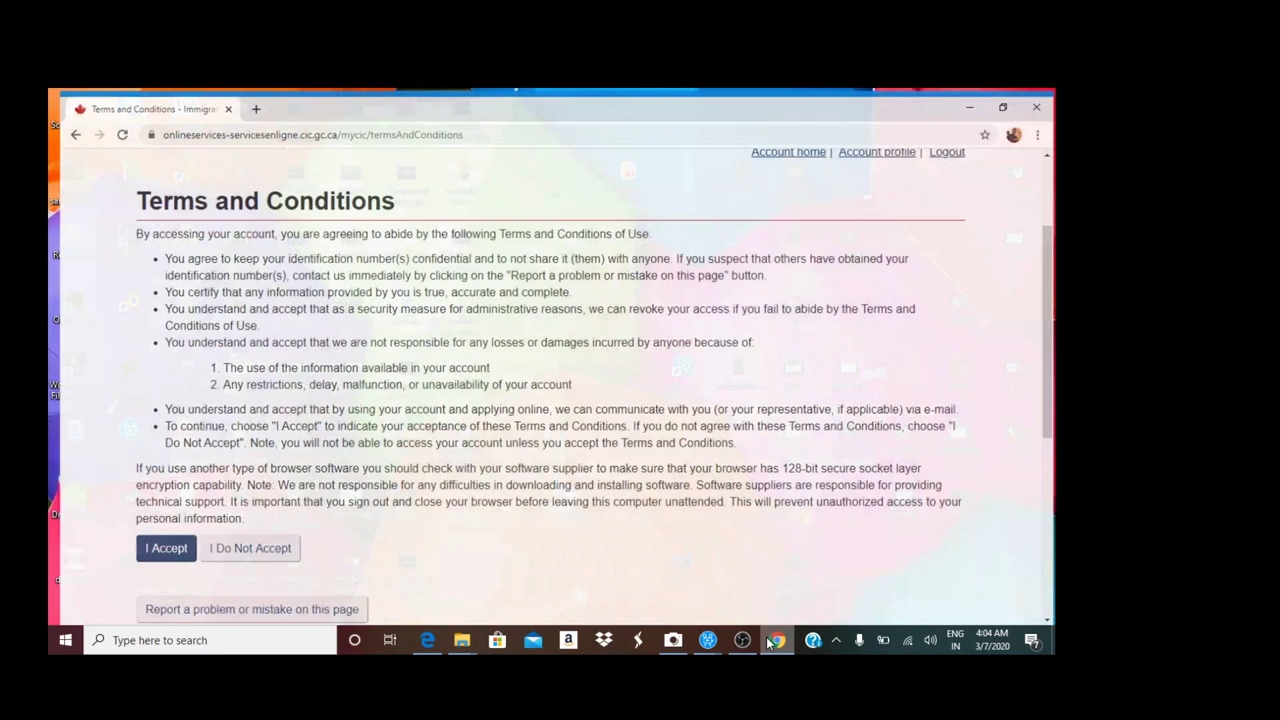 Terms and Conditions - Immigra
onlineservices-servicesenligne.cic.gc.ca/mycic/termsAndConditions
Account home | Account profile | Logout
Terms and Conditions
By accessing your account, you are agreeing to abide by the following Terms and Conditions of Use:
• You agree to keep your identification number(s) confidential and to not share it (them) with anyone. If you suspect that others have obtained your
identification number(s), contact us immediately by clicking on the "Report a problem or mistake on this page" button.
• You certify that any information provided by you is true, accurate and complete.
• You understand and accept that as a security measure for administrative reasons, we can revoke your access if you fail to abide by the Terms and
Conditions of Use.
• You understand and accept that we are not responsible for any losses or damages incurred by anyone because of:
1. The use of the information available in your account
2. Any restrictions, delay, malfunction, or unavailability of your account
• You understand and accept that by using your account and applying online, we can communicate with you (or your representative, if applicable) via e-mail.
• To continue, choose "I Accept" to indicate your acceptance of these Terms and Conditions. If you do not agree with these Terms and Conditions, choose "I
Do Not Accept". Note, you will not be able to access your account unless you accept the Terms and Conditions.
If you use another type of browser software you should check with your software supplier to make sure that your browser has 128-bit secure socket layer
encryption capability. Note: We are not responsible for any difficulties in downloading and installing software. Software suppliers are responsible for providing
technical support. It is important that you sign out and close your browser before leaving this computer unattended. This will prevent unauthorized access to your
personal information.
I Accept
I Do Not Accept
Report a problem or mistake on this page
Type here to search
ENG
IN
4:04 AM
3/7/2020
7